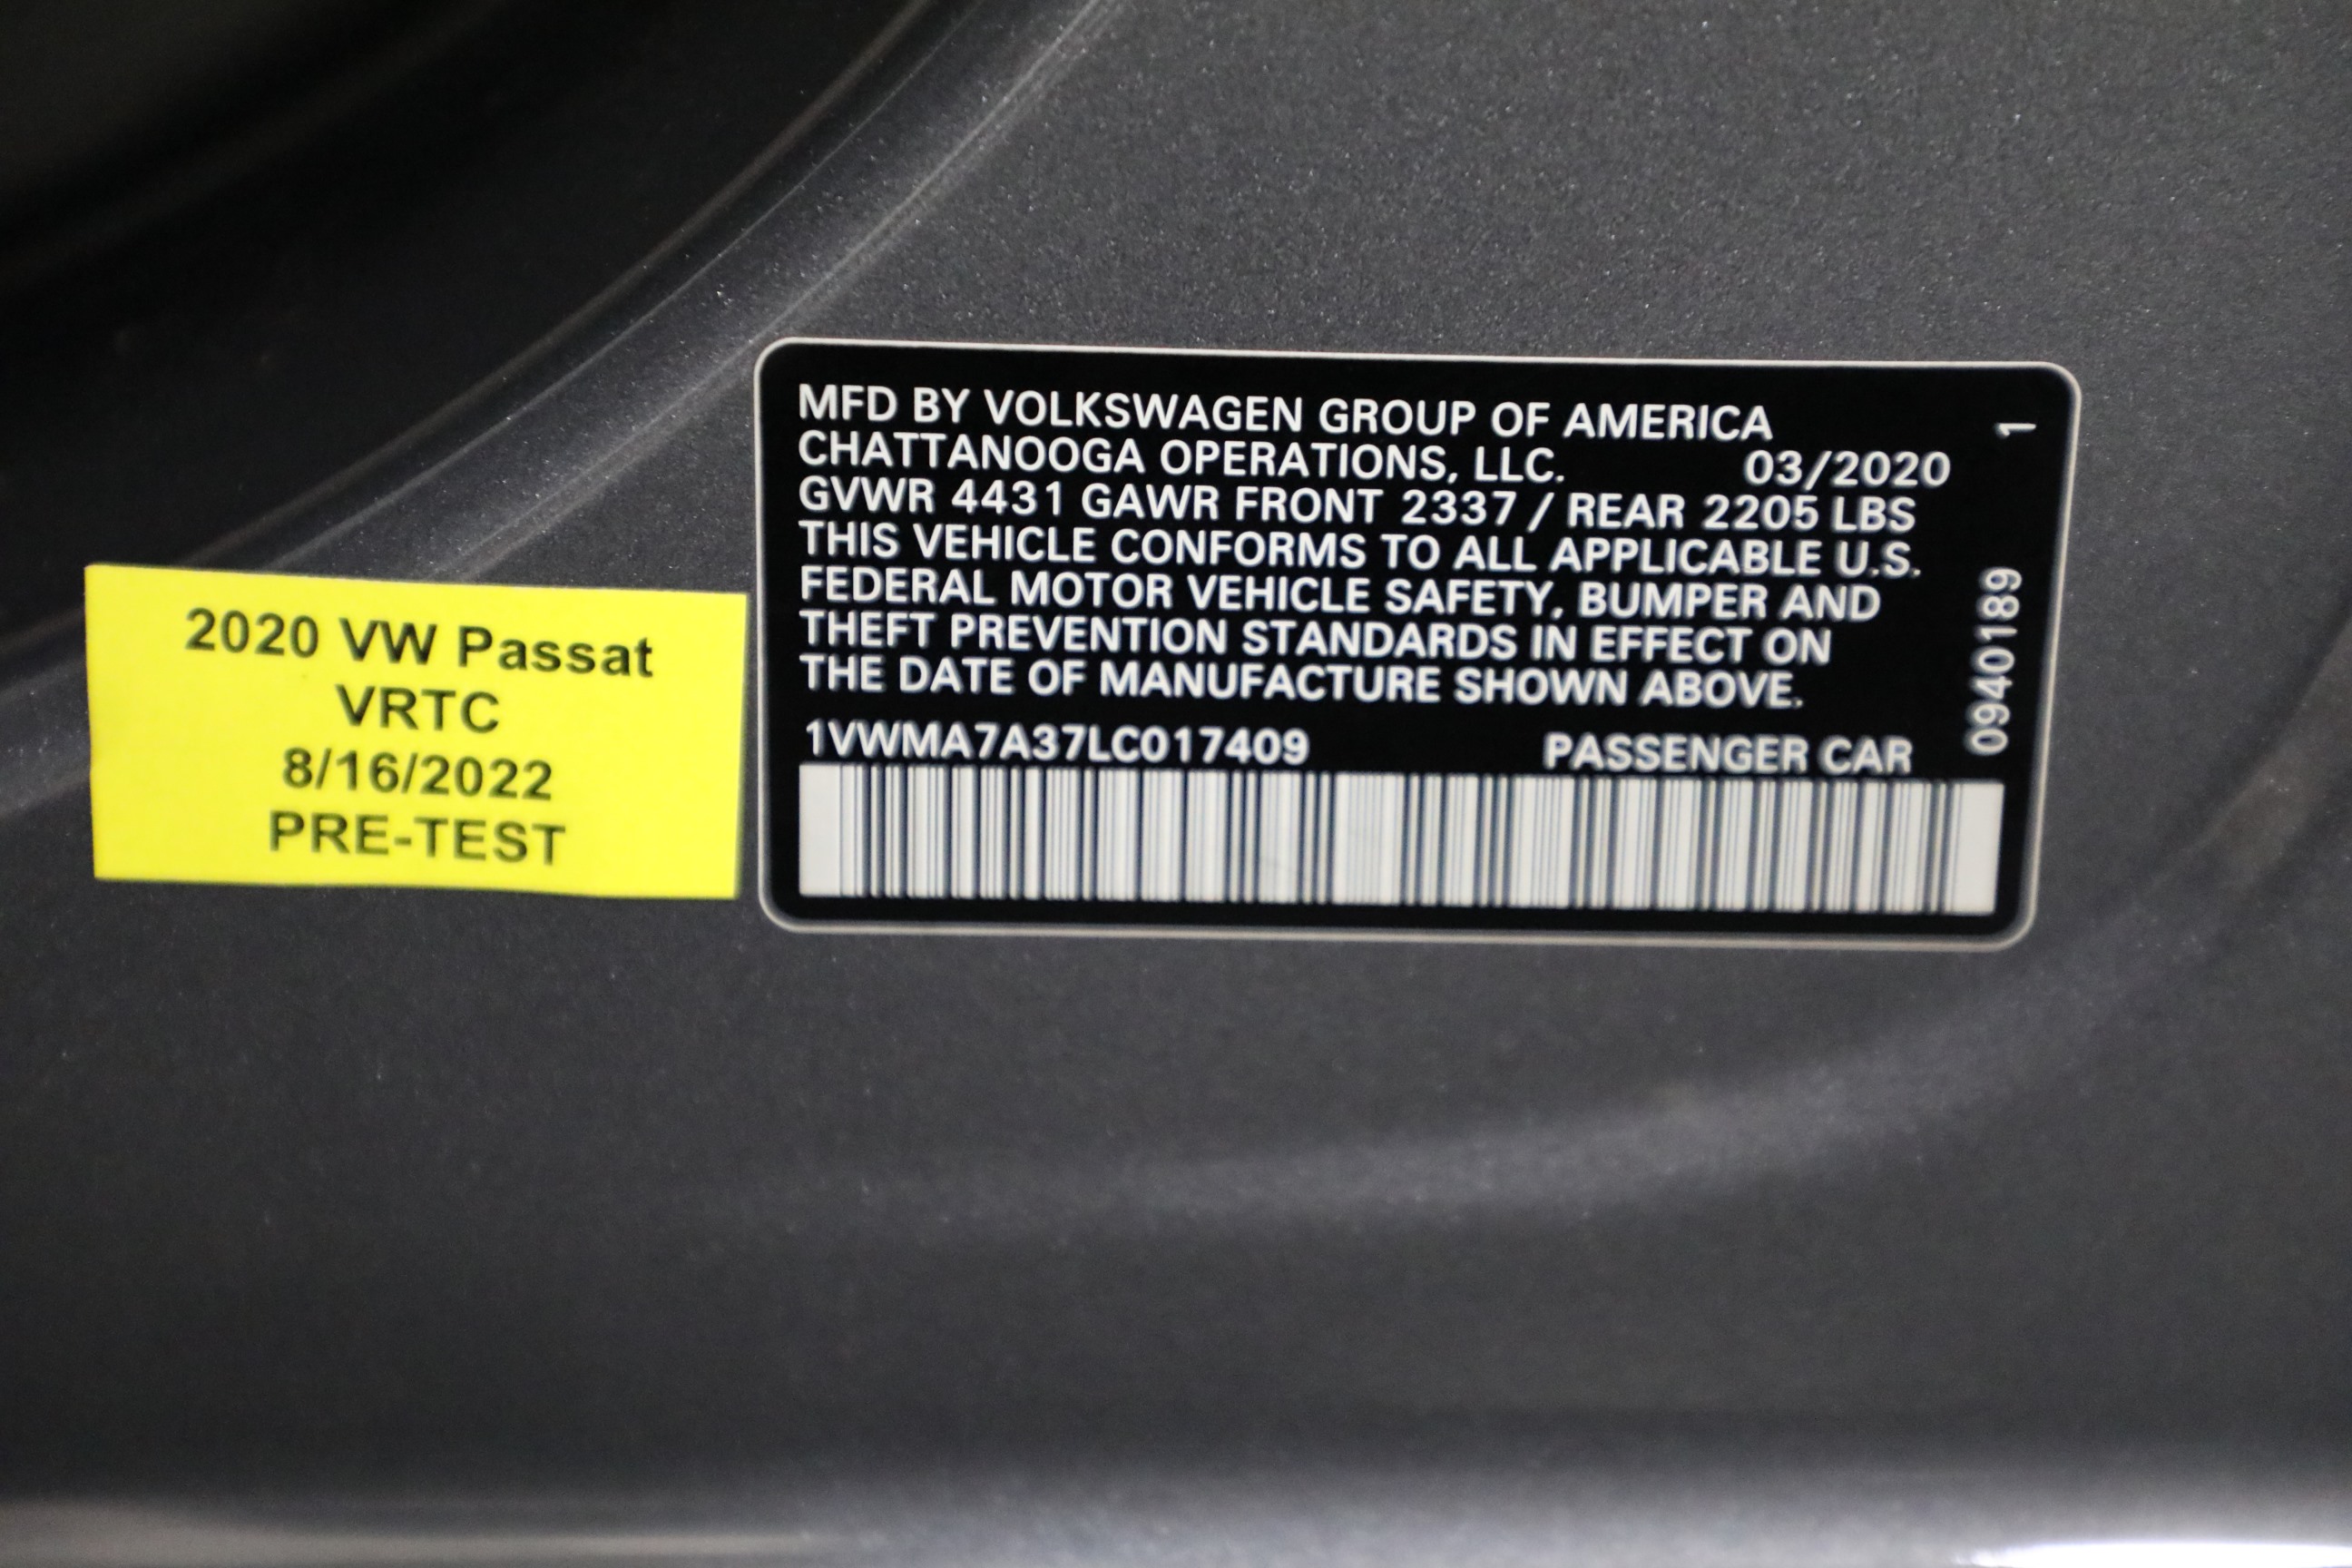 2020 VW Passat
VRTC
8/16/2022
PRE-TEST
MFD BY VOLKSWAGEN GROUP OF AMERICA
CHATTANOOGA OPERATIONS, LLC. 03/2020
GVWR 4431 GAWR FRONT 2337 / REAR 2205 LBS
THIS VEHICLE CONFORMS TO ALL APPLICABLE U.S.
FEDERAL MOTOR VEHICLE SAFETY, BUMPER AND
THEFT PREVENTION STANDARDS IN EFFECT ON
THE DATE OF MANUFACTURE SHOWN ABOVE.
1VWMA7A37LC017409 PASSENGER CAR
0940189 1